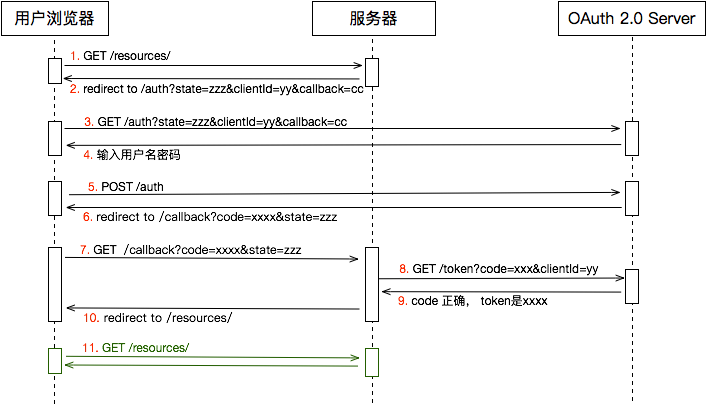 用户浏览器
服务器
OAuth 2.0 Server
1. GET /resources/
2. redirect to /auth?state=zzz&clientId=yy&callback=cc
3. GET /auth?state=zzz&clientId=yy&callback=cc
4. 输入用户名密码
5. POST /auth
6. redirect to /callback?code=xxxx&state=zzz
7. GET /callback?code=xxxx&state=zzz
8. GET /token?code=xxx&clientId=yy
9. code 正确， token是xxxx
10. redirect to /resources/
11. GET /resources/